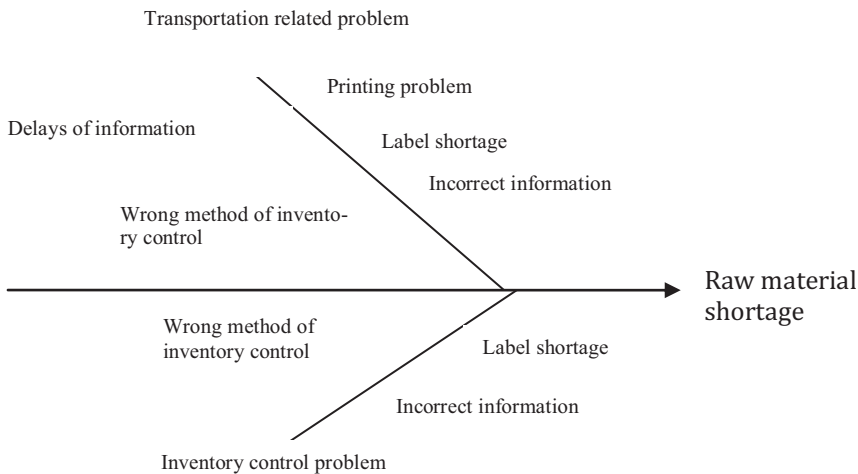 Transportation related problem
Printing problem
Delays of information
Label shortage
Incorrect information
Wrong method of invento-
ry control
Raw material
shortage
Wrong method of
inventory control
Label shortage
Incorrect information
Inventory control problem